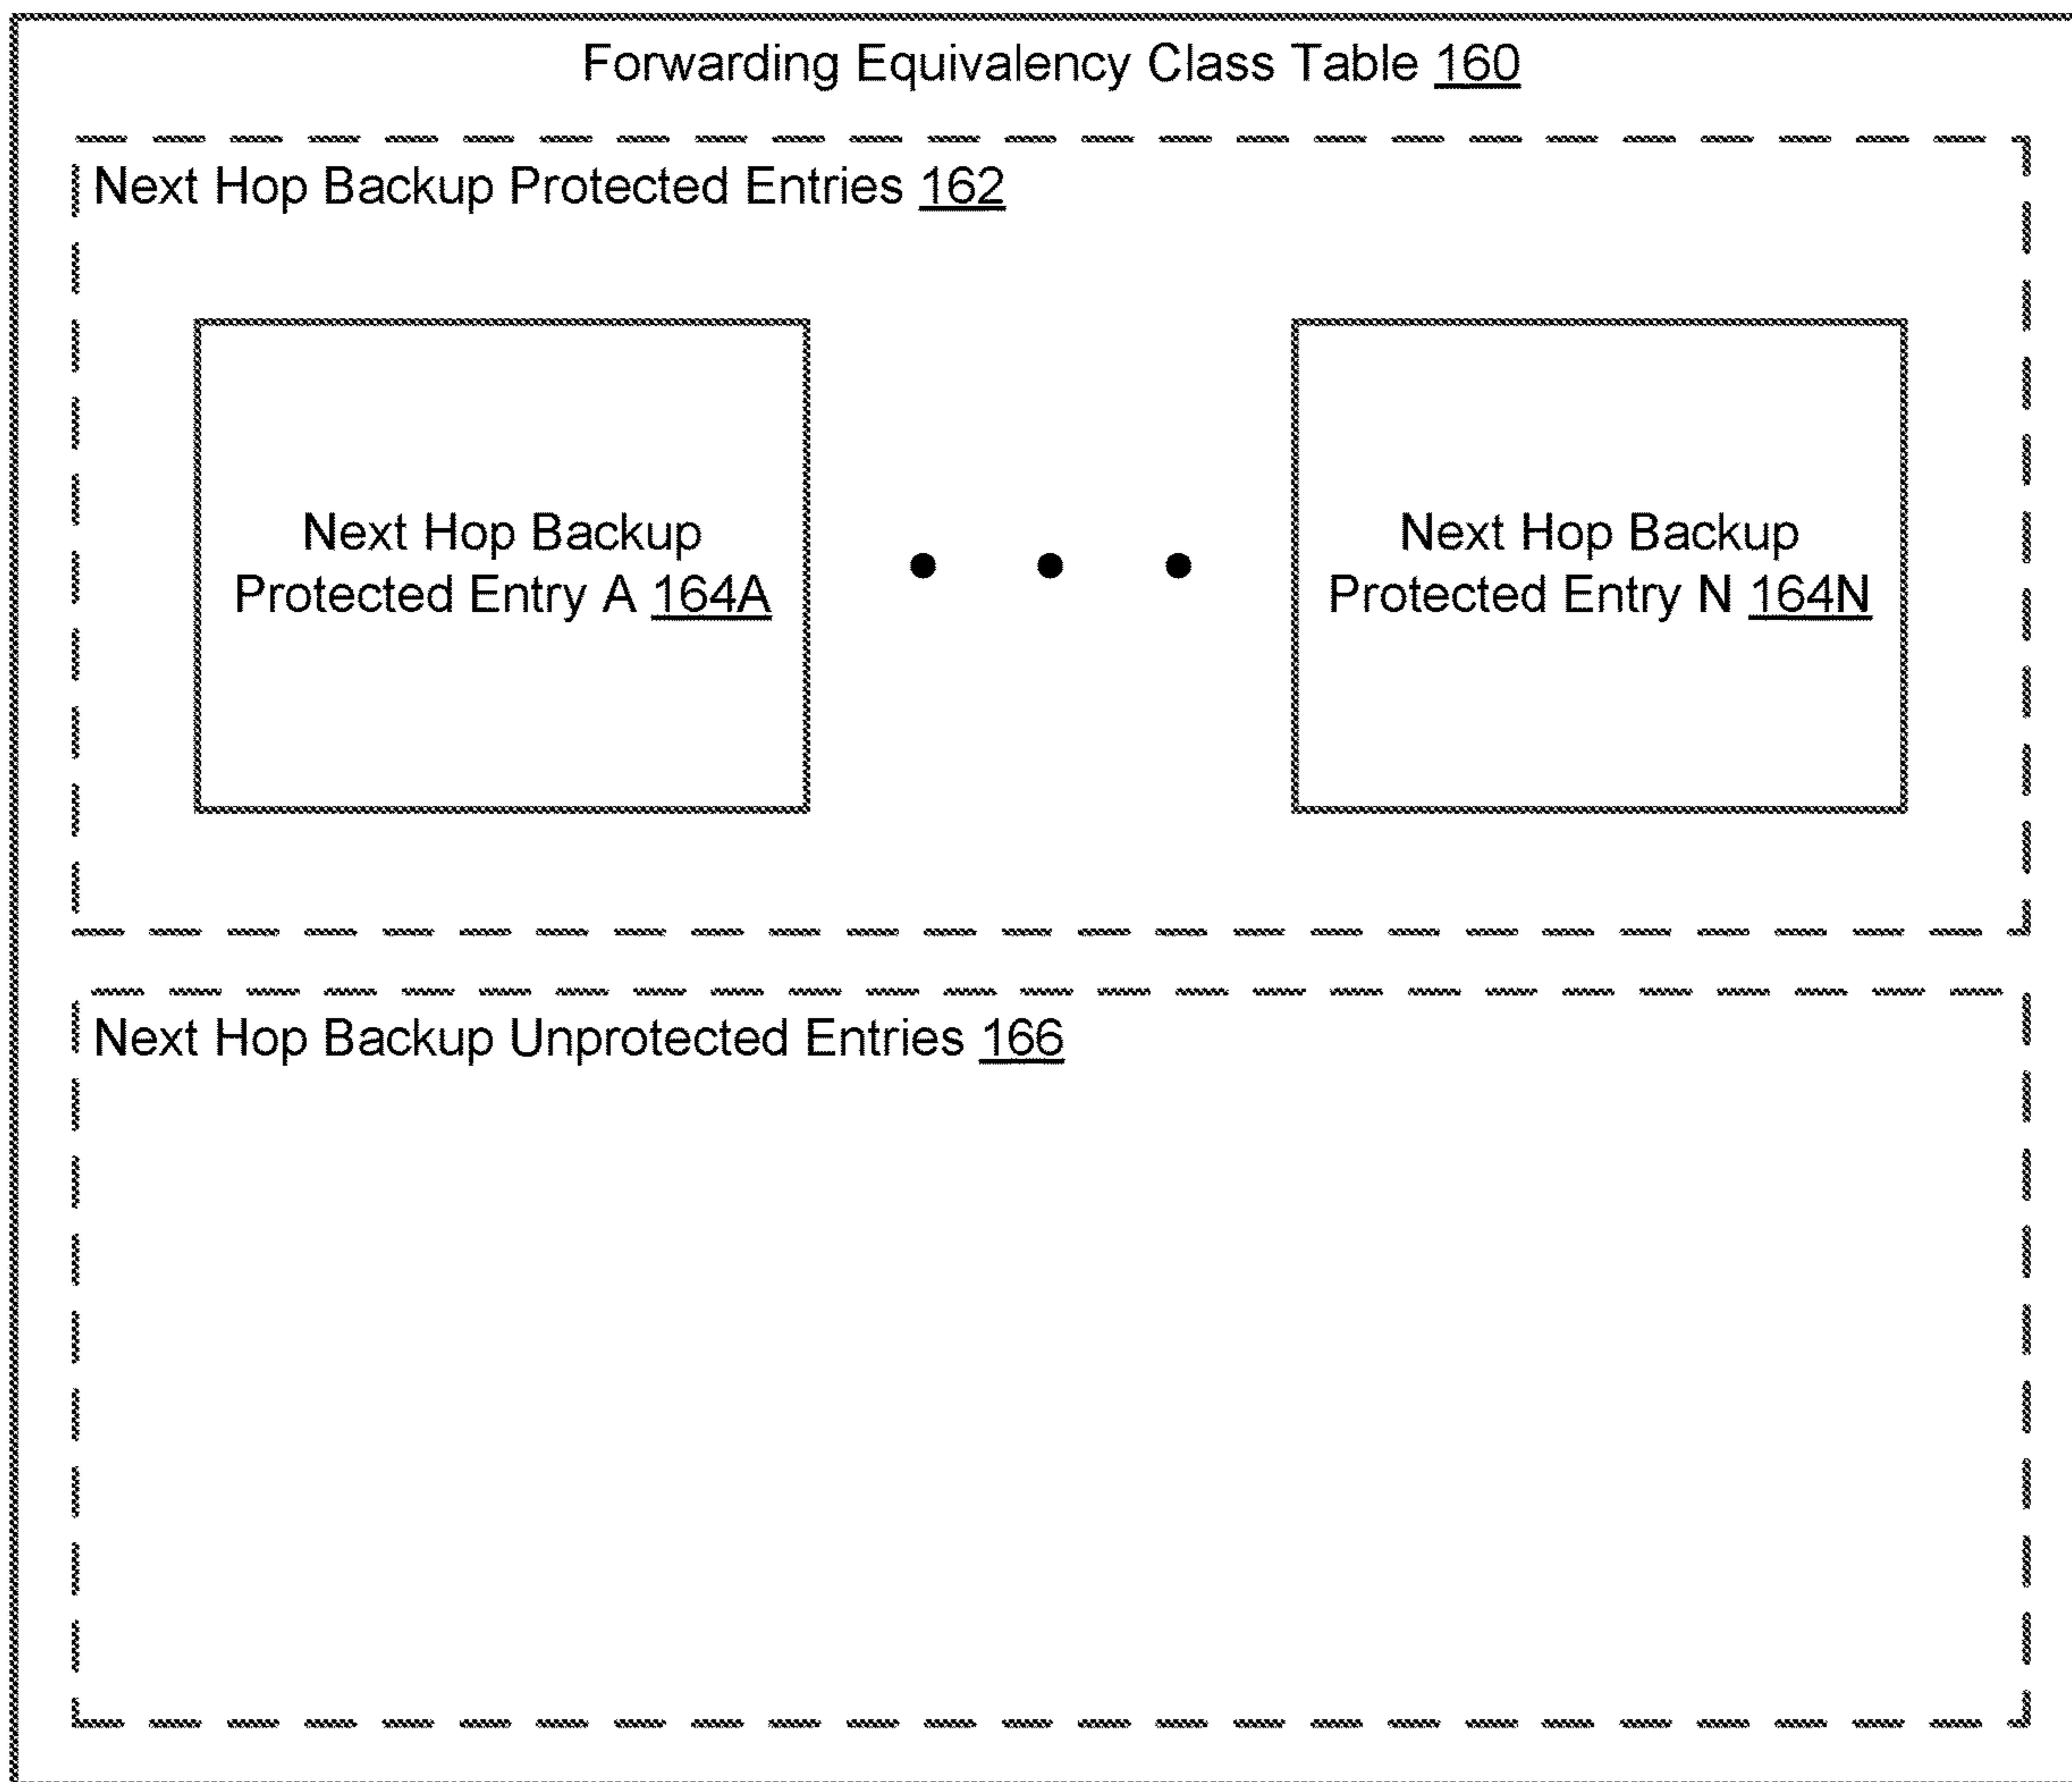 Forwarding Equivalency Class Table 160
Next Hop Backup Protected Entries 162
Next Hop Backup
Protected Entry A 164A
Next Hop Backup
Protected Entry N 164N
Next Hop Backup Unprotected Entries 166